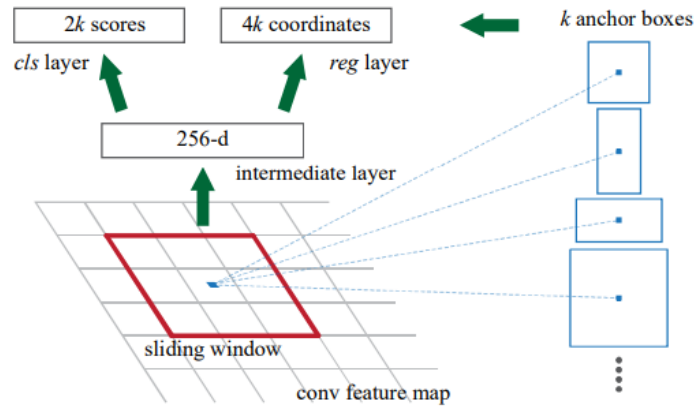 2k scores
4k coordinates
k anchor boxes
cls layer
reg layer
256-d
intermediate layer
sliding window
conv feature map